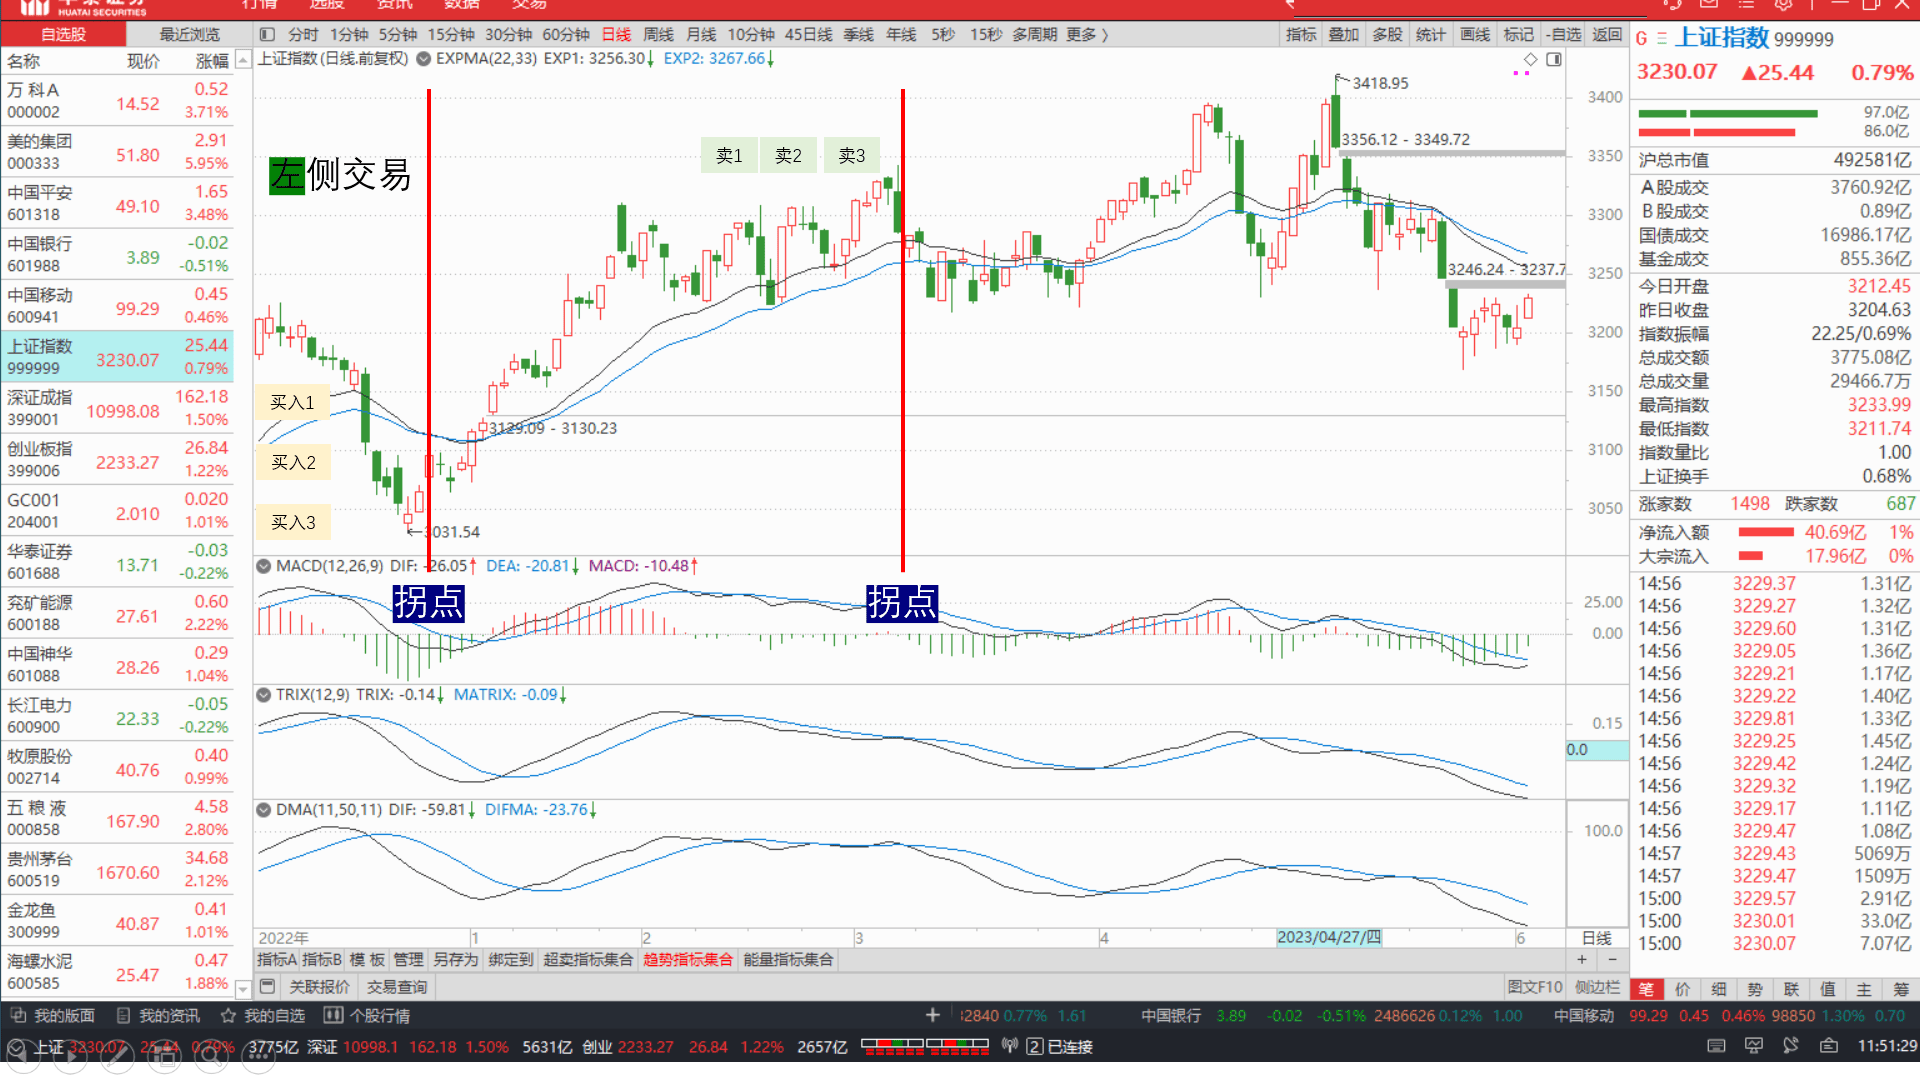 华泰证券
HUATAI SECURITIES
行情 选股 资讯 数据 交易
自选股 最近浏览
名称 现价 涨幅
万 科A 000002 14.52 0.52 3.71%
美的集团 000333 51.80 2.91 5.95%
中国平安 601318 49.10 1.65 3.48%
中国银行 601988 3.89 -0.02 -0.51%
中国移动 600941 99.29 0.45 0.46%
上证指数 999999 3230.07 25.44 0.79%
深证成指 399001 10998.08 162.18 1.50%
创业板指 399006 2233.27 26.84 1.22%
GC001 204001 2.010 0.020 1.01%
华泰证券 601688 13.71 -0.03 -0.22%
兖矿能源 600188 27.61 0.60 2.22%
中国神华 601088 28.26 0.29 1.04%
长江电力 600900 22.33 -0.05 -0.22%
牧原股份 002714 40.76 0.40 0.99%
五 粮 液 000858 167.90 4.58 2.80%
贵州茅台 600519 1670.60 34.68 2.12%
金龙鱼 300999 40.87 0.41 1.01%
海螺水泥 600585 25.47 0.47 1.88%
分时 1分钟 5分钟 15分钟 30分钟 60分钟 日线 周线 月线 10分钟 45日线 季线 年线 5秒 15秒 多周期 更多 〉
指标 叠加 多股 统计 画线 标记 -自选 返回
上证指数(日线.前复权) EXPMA(22,33) EXP1: 3256.30↓ EXP2: 3267.66↓
左侧交易
卖1 卖2 卖3
买入1
买入2
买入3
3418.95
3356.12 - 3349.72
3246.24 - 3237.7
3129.09 - 3130.23
←3031.54
3400
3350
3300
3250
3200
3150
3100
3050
MACD(12,26,9) DIF: -26.05↑ DEA: -20.81↓ MACD: -10.48↑
拐点 拐点
25.00
0.00
TRIX(12,9) TRIX: -0.14↓ MATRIX: -0.09↓
0.15
0.0
DMA(11,50,11) DIF: -59.81↓ DIFMA: -23.76↓
100.0
2022年 1 2 3 4 2023/04/27/四 6 日线
指标A 指标B 模 板 管理 另存为 绑定到 超卖指标集合 趋势指标集合 能量指标集合 + -
关联报价 交易查询 图文F10 侧边栏
G 上证指数 999999
3230.07 ▲25.44 0.79%
97.0亿
86.0亿
沪总市值 492581亿
A股成交 3760.92亿
B股成交 0.89亿
国债成交 16986.17亿
基金成交 855.36亿
今日开盘 3212.45
昨日收盘 3204.63
指数振幅 22.25/0.69%
总成交额 3775.08亿
总成交量 29466.7万
最高指数 3233.99
最低指数 3211.74
指数量比 1.00
上证换手 0.68%
涨家数 1498 跌家数 687
净流入额 40.69亿 1%
大宗流入 17.96亿 0%
14:56 3229.37 1.31亿
14:56 3229.27 1.32亿
14:56 3229.60 1.31亿
14:56 3229.05 1.36亿
14:56 3229.21 1.17亿
14:56 3229.22 1.40亿
14:56 3229.81 1.33亿
14:56 3229.25 1.45亿
14:56 3229.42 1.24亿
14:56 3229.32 1.19亿
14:56 3229.17 1.11亿
14:56 3229.47 1.08亿
14:57 3229.43 5069万
14:57 3229.47 1509万
15:00 3229.57 2.91亿
15:00 3230.01 33.0亿
15:00 3230.07 7.07亿
笔 价 细 势 联 值 主 筹
我的版面 我的资讯 我的自选 个股行情
32840 0.77% 1.61 中国银行 3.89 -0.02 -0.51% 2486626 0.12% 1.00 中国移动 99.29 0.45 0.46% 98850 1.30% 0.70
上证 3230.07 25.44 0.79% 3775亿 深证 10998.1 162.18 1.50% 5631亿 创业 2233.27 26.84 1.22% 2657亿 2 已连接 11:51:29